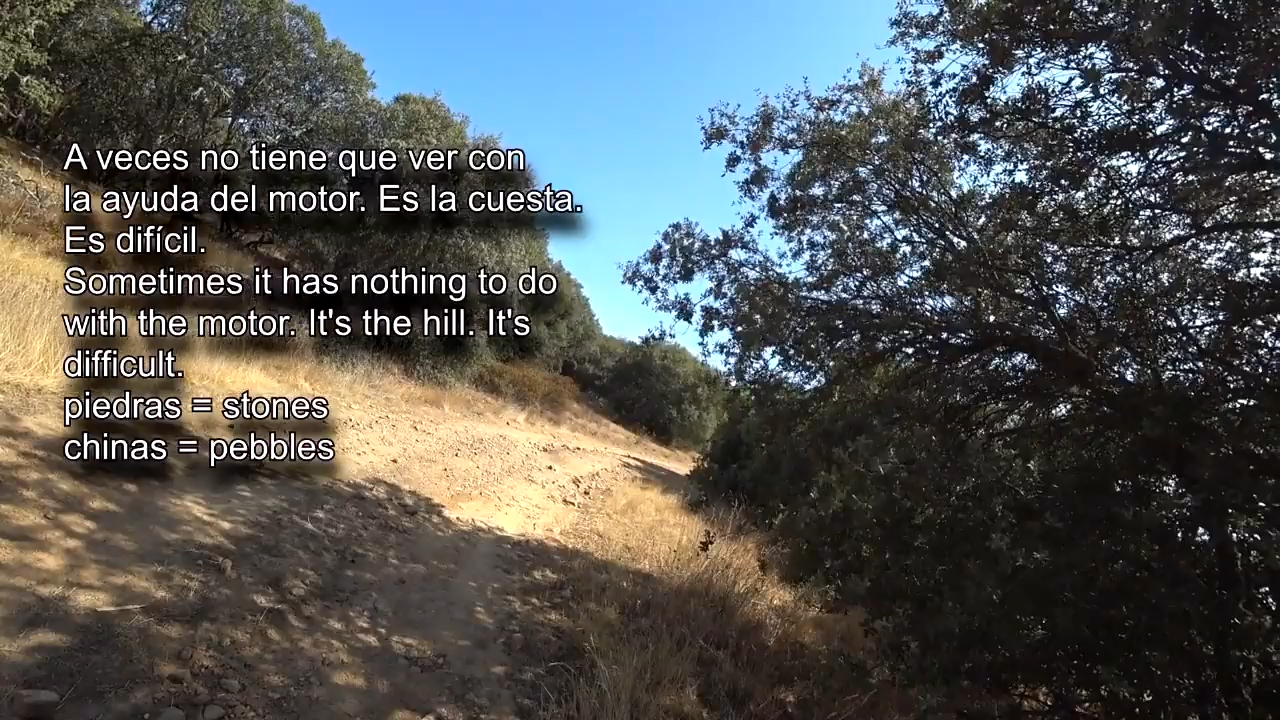 A veces no tiene que ver con
la ayuda del motor. Es la cuesta.
Es difícil.
Sometimes it has nothing to do
with the motor. It's the hill. It's
difficult.
piedras = stones
chinas = pebbles